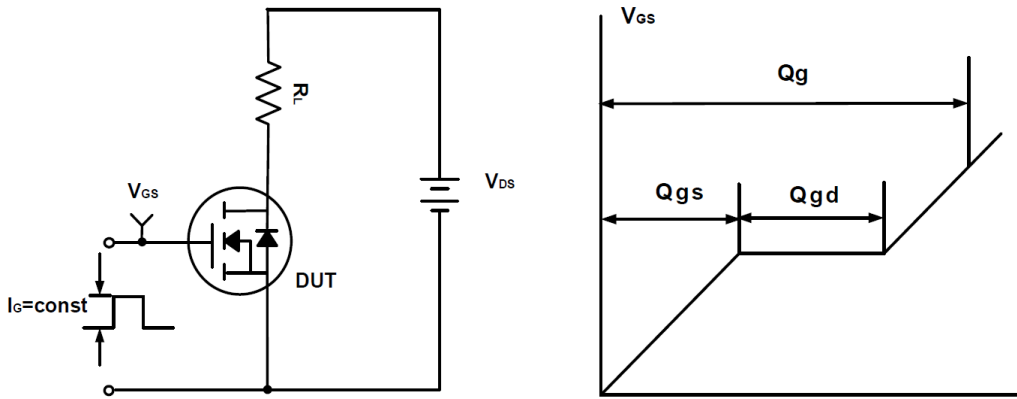 RL
VGS
VDS
DUT
IG=const
VGS
Qg
Qgs
Qgd